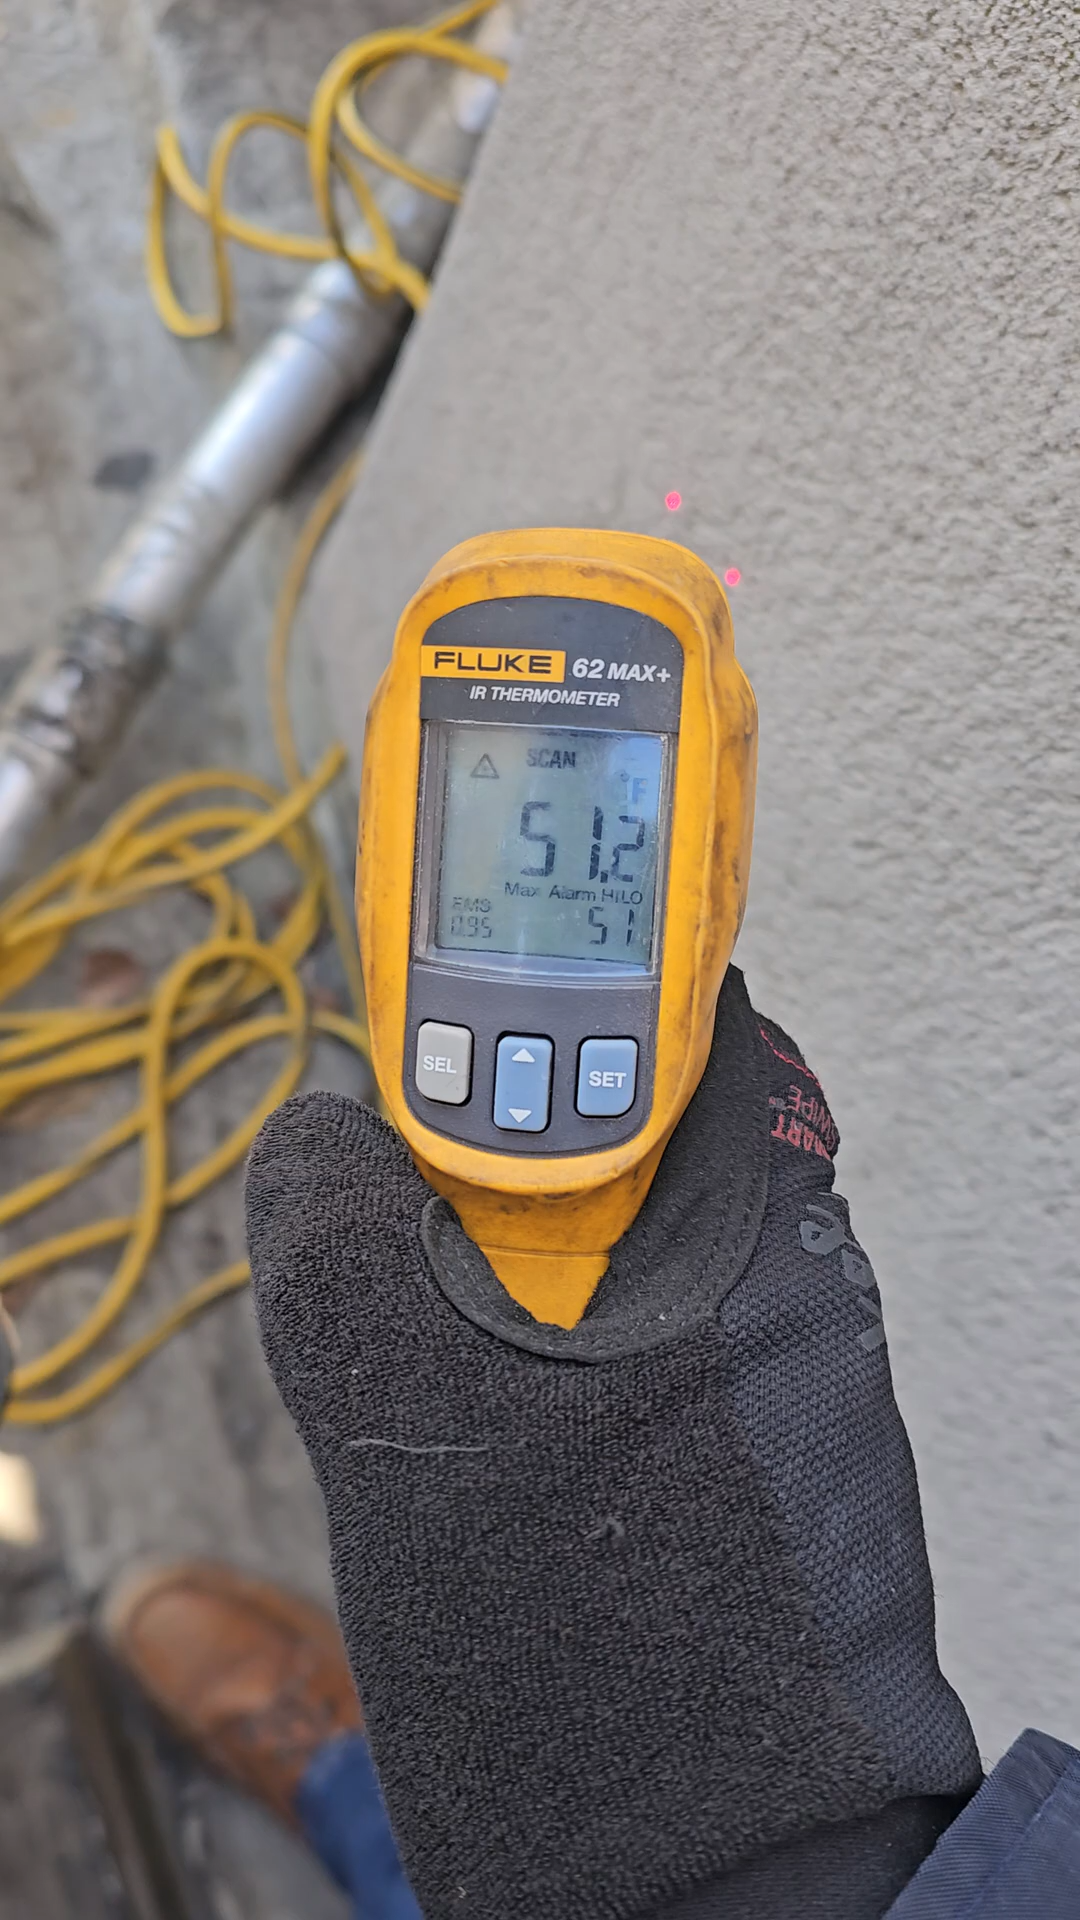 FLUKE 62 MAX+
IR THERMOMETER
SCAN
°F
51.2
Max Alarm HI LO
EMS
0.95
51
SEL
SET